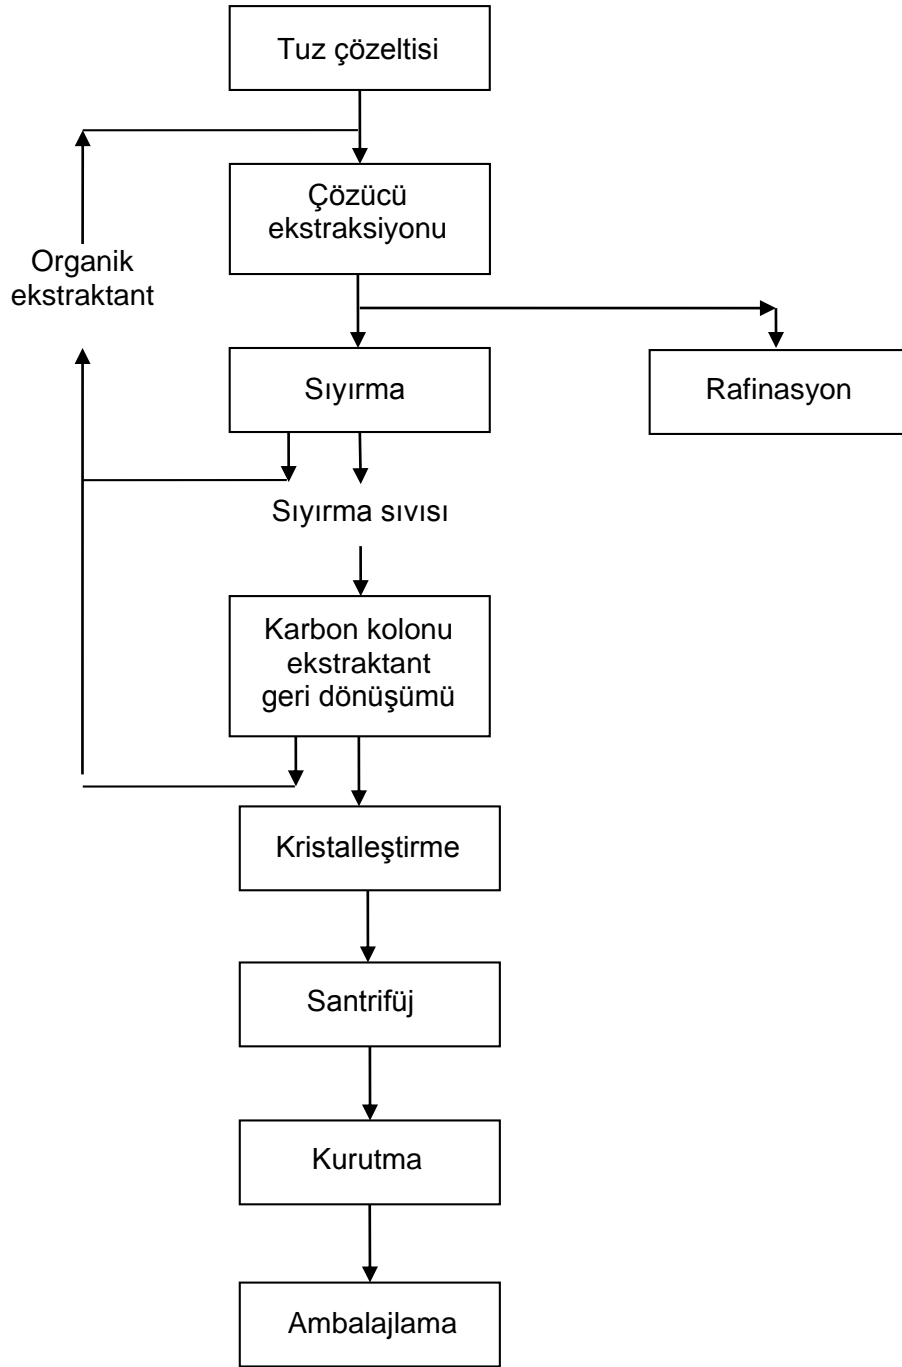 Tuz çözeltisi
Çözücü
ekstraksiyonu
Organik
ekstraktant
Sıyırma
Rafinasyon
Sıyırma sıvısı
Karbon kolonu
ekstraktant
geri dönüşümü
Kristalleştirme
Santrifüj
Kurutma
Ambalajlama